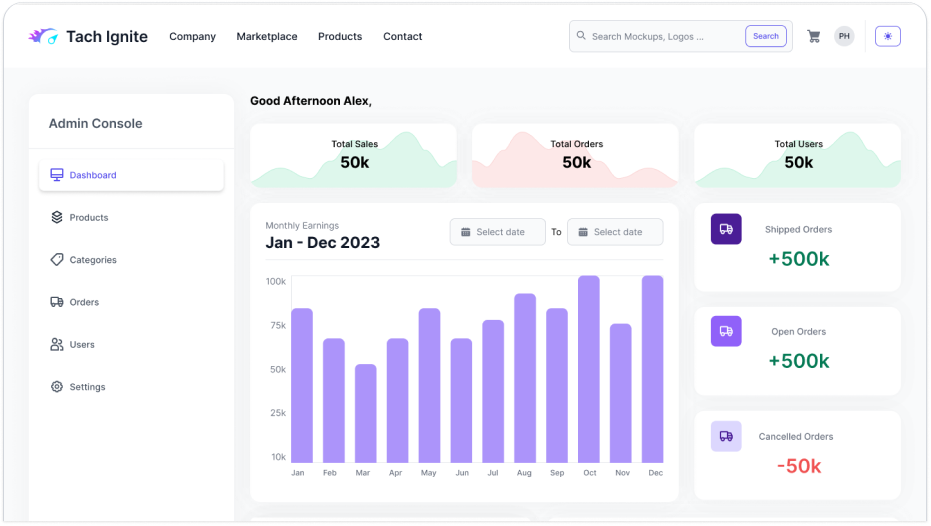 Tach Ignite
Company
Marketplace
Products
Contact
Search Mockups, Logos ...
Search
PH
Admin Console
Dashboard
Products
Categories
Orders
Users
Settings
Good Afternoon Alex,
Total Sales
50k
Total Orders
50k
Total Users
50k
Monthly Earnings
Jan - Dec 2023
Select date
To
Select date
100k
75k
50k
25k
10k
Jan Feb Mar Apr May Jun Jul Aug Sep Oct Nov Dec
Shipped Orders
+500k
Open Orders
+500k
Cancelled Orders
-50k